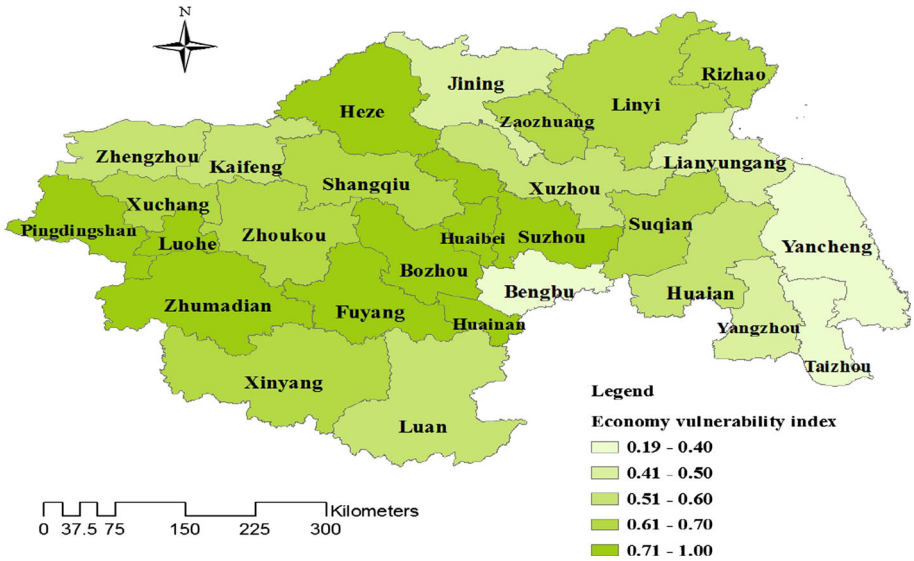 N
Jining
Rizhao
Heze
Linyi
Zaozhuang
Zhengzhou
Kaifeng
Lianyungang
Shangqiu
Xuzhou
Xuchang
Pingdingshan
Luohe
Zhoukou
Huaibei
Suzhou
Suqian
Yancheng
Bozhou
Bengbu
Huaian
Zhumadian
Fuyang
Huainan
Yangzhou
Taizhou
Xinyang
Luan
Legend
Economy vulnerability index
0.19 - 0.40
0.41 - 0.50
0.51 - 0.60
0.61 - 0.70
0.71 - 1.00
Kilometers
0 37.5 75 150 225 300